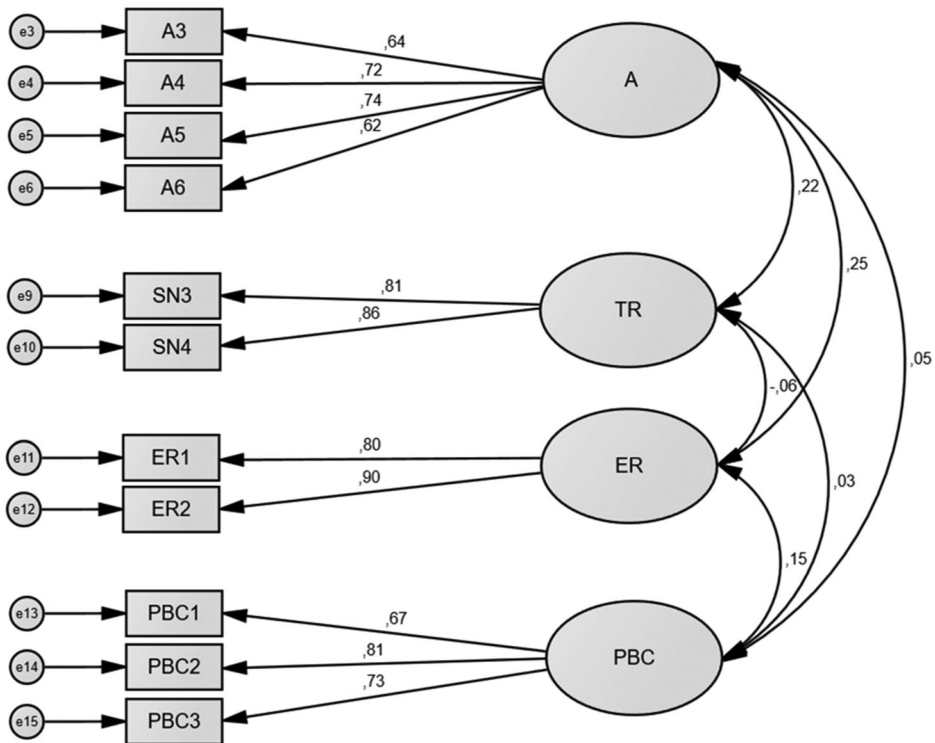 e3
A3
,64
A
e4
A4
,72
e5
A5
,74
e6
A6
,62
,22
,25
,05
e9
SN3
,81
TR
e10
SN4
,86
-,06
e11
ER1
,80
ER
e12
ER2
,90
,03
,15
e13
PBC1
,67
PBC
e14
PBC2
,81
e15
PBC3
,73